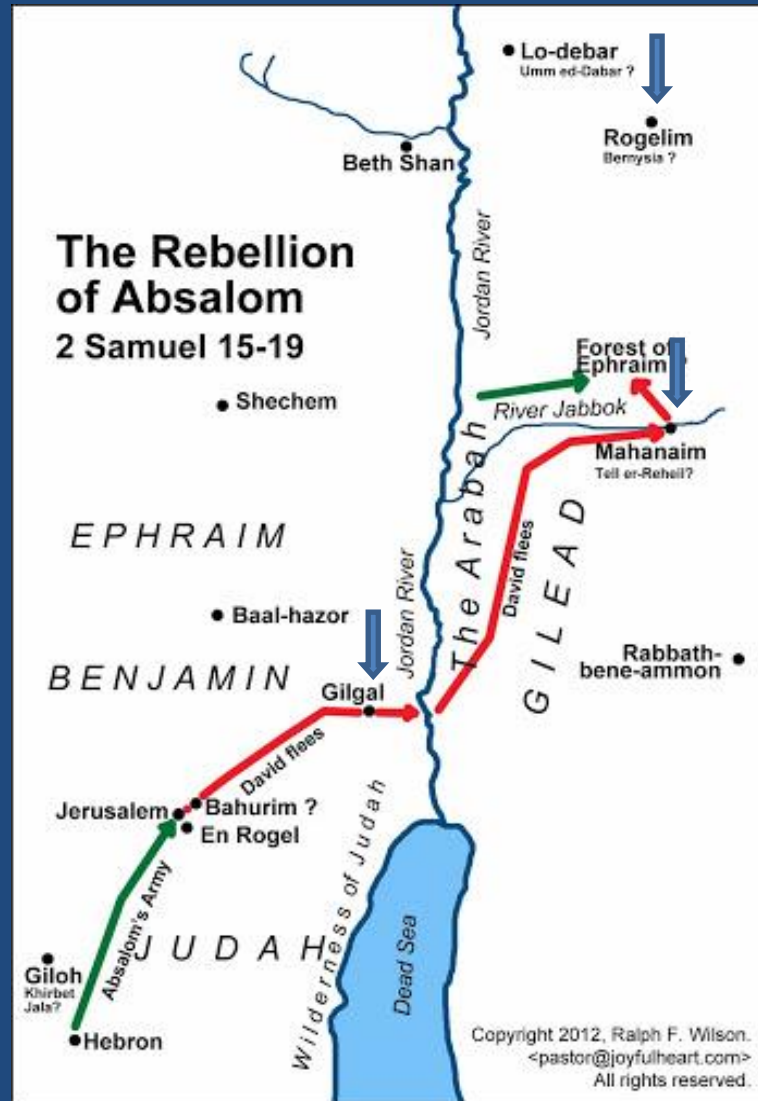 Lo-debar
Umm ed-Dabar ?
Rogelim
Bernysia ?
Beth Shan
The Rebellion
of Absalom
2 Samuel 15-19
Jordan River
Forest of
Ephraim ?
Shechem
River Jabbok
Mahanaim
Tell er-Reheil?
EPHRAIM
The Arabah
David flees
GILEAD
Jordan River
Baal-hazor
BENJAMIN
Rabbath-
bene-ammon
Gilgal
David flees
Jerusalem
Bahurim ?
En Rogel
Wilderness of Judah
Absalom's Army
JUDAH
Dead Sea
Giloh
Khirbet
Jala?
Hebron
Copyright 2012, Ralph F. Wilson.
<pastor@joyfulheart.com>
All rights reserved.